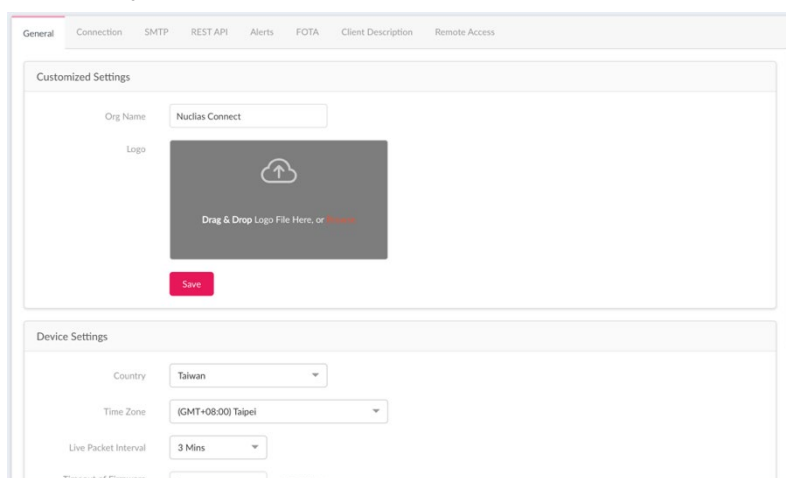 General Connection SMTP REST API Alerts FOTA Client Description Remote Access
Customized Settings
Org Name Nuclias Connect
Logo
Drag & Drop Logo File Here, or
Save
Device Settings
Country Taiwan
Time Zone (GMT+08:00) Taipei
Live Packet Interval 3 Mins